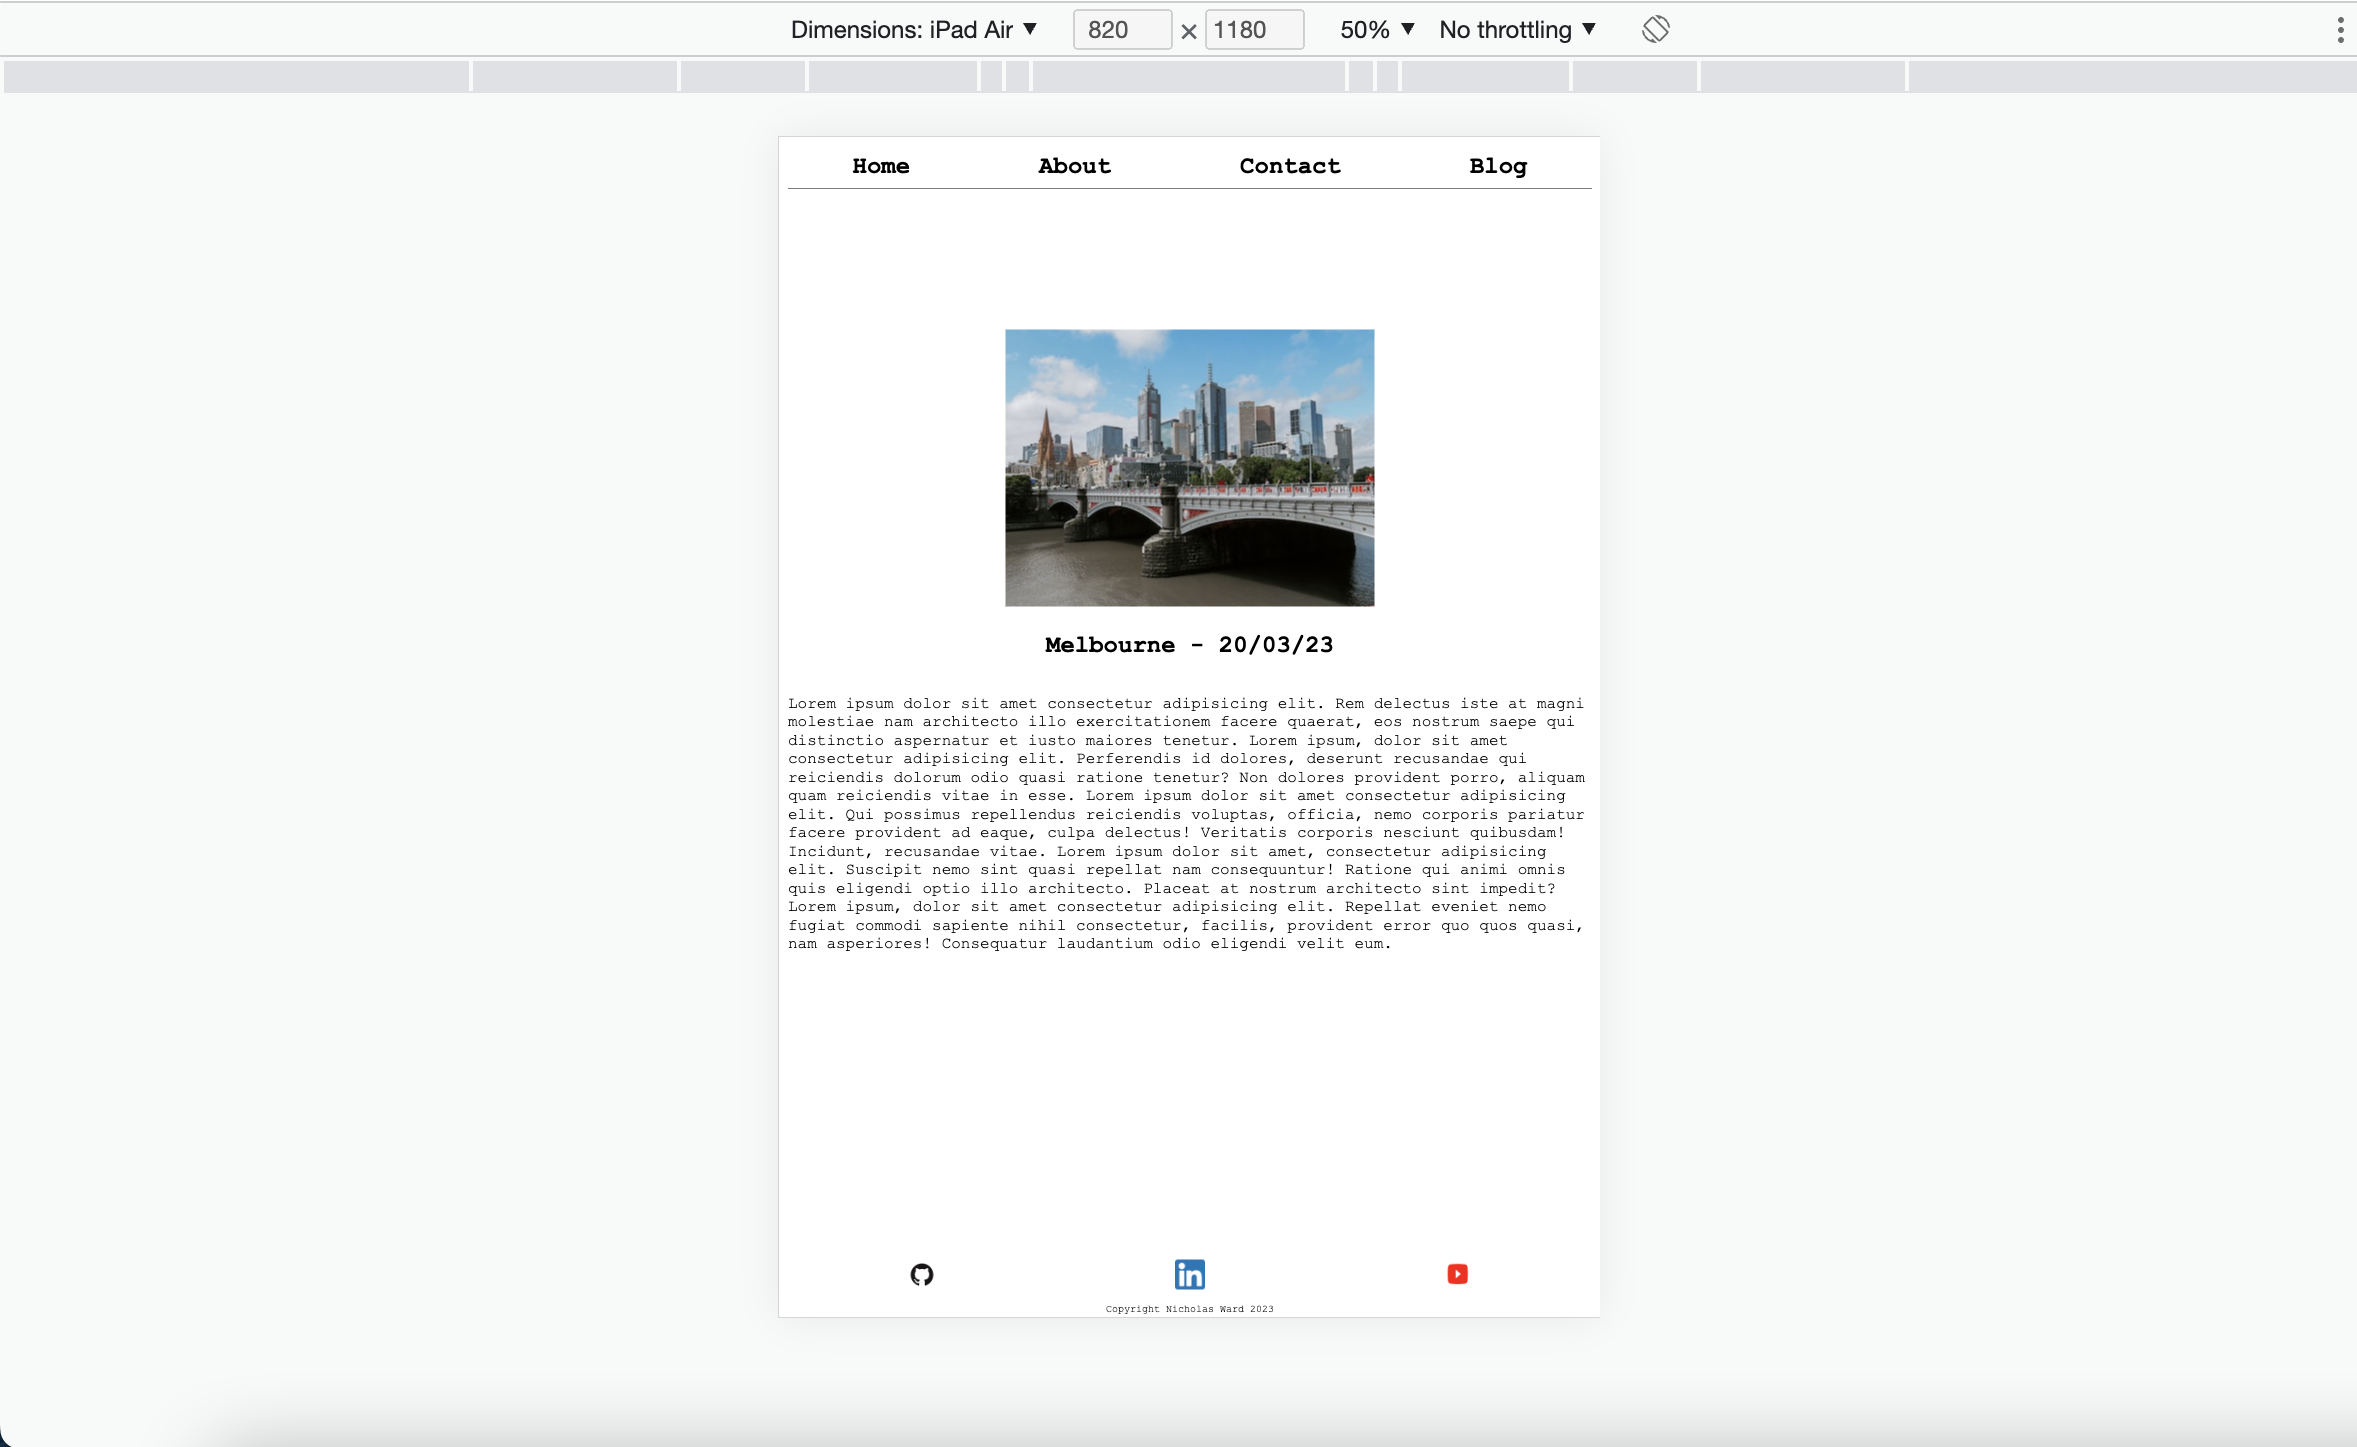 Dimensions: iPad Air ▼ 820 × 1180 50% ▼ No throttling ▼
Home About Contact Blog
Melbourne - 20/03/23
Lorem ipsum dolor sit amet consectetur adipisicing elit. Rem delectus iste at magni
molestiae nam architecto illo exercitationem facere quaerat, eos nostrum saepe qui
distinctio aspernatur et iusto maiores tenetur. Lorem ipsum, dolor sit amet
consectetur adipisicing elit. Perferendis id dolores, deserunt recusandae qui
reiciendis dolorum odio quasi ratione tenetur? Non dolores provident porro, aliquam
quam reiciendis vitae in esse. Lorem ipsum dolor sit amet consectetur adipisicing
elit. Qui possimus repellendus reiciendis voluptas, officia, nemo corporis pariatur
facere provident ad eaque, culpa delectus! Veritatis corporis nesciunt quibusdam!
Incidunt, recusandae vitae. Lorem ipsum dolor sit amet, consectetur adipisicing
elit. Suscipit nemo sint quasi repellat nam consequuntur! Ratione qui animi omnis
quis eligendi optio illo architecto. Placeat at nostrum architecto sint impedit?
Lorem ipsum, dolor sit amet consectetur adipisicing elit. Repellat eveniet nemo
fugiat commodi sapiente nihil consectetur, facilis, provident error quo quos quasi,
nam asperiores! Consequatur laudantium odio eligendi velit eum.
in
Copyright Nicholas Ward 2023